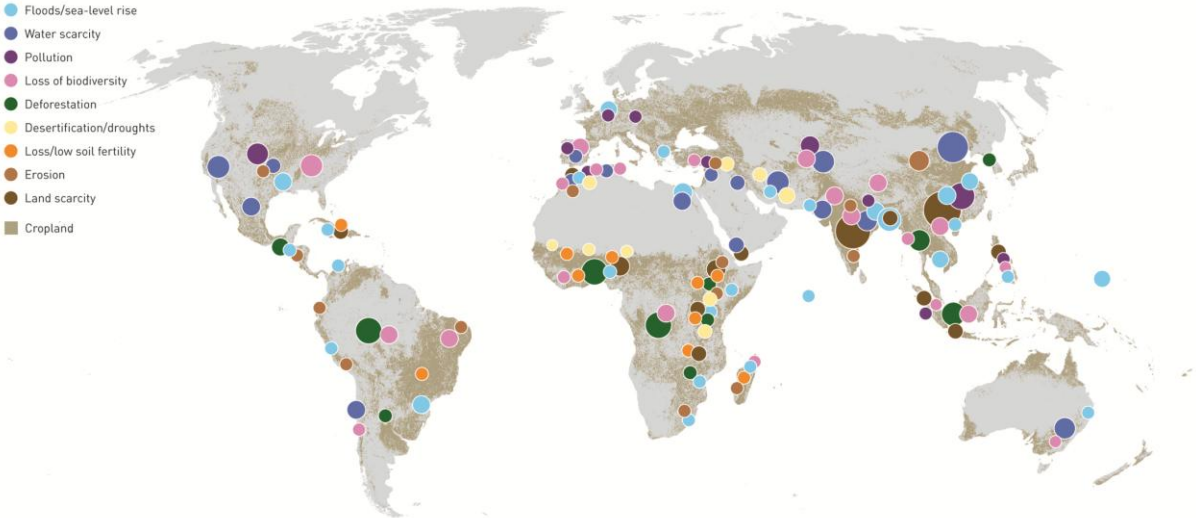 Floods/sea-level rise
Water scarcity
Pollution
Loss of biodiversity
Deforestation
Desertification/droughts
Loss/low soil fertility
Erosion
Land scarcity
Cropland